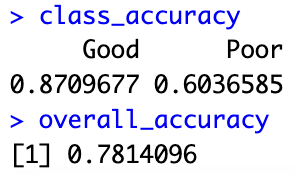 > class_accuracy
     Good      Poor
0.8709677 0.6036585
> overall_accuracy
[1] 0.7814096